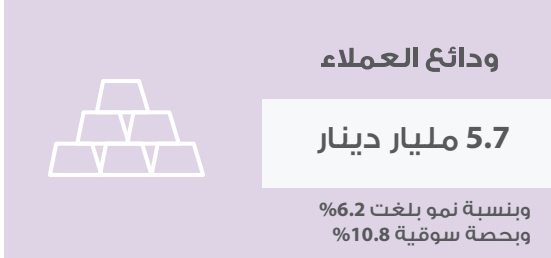 ودائع العملاء
5.7 مليار دينار
وبنسبة نمو بلغت 6.2%
وبحصة سوقية 10.8%